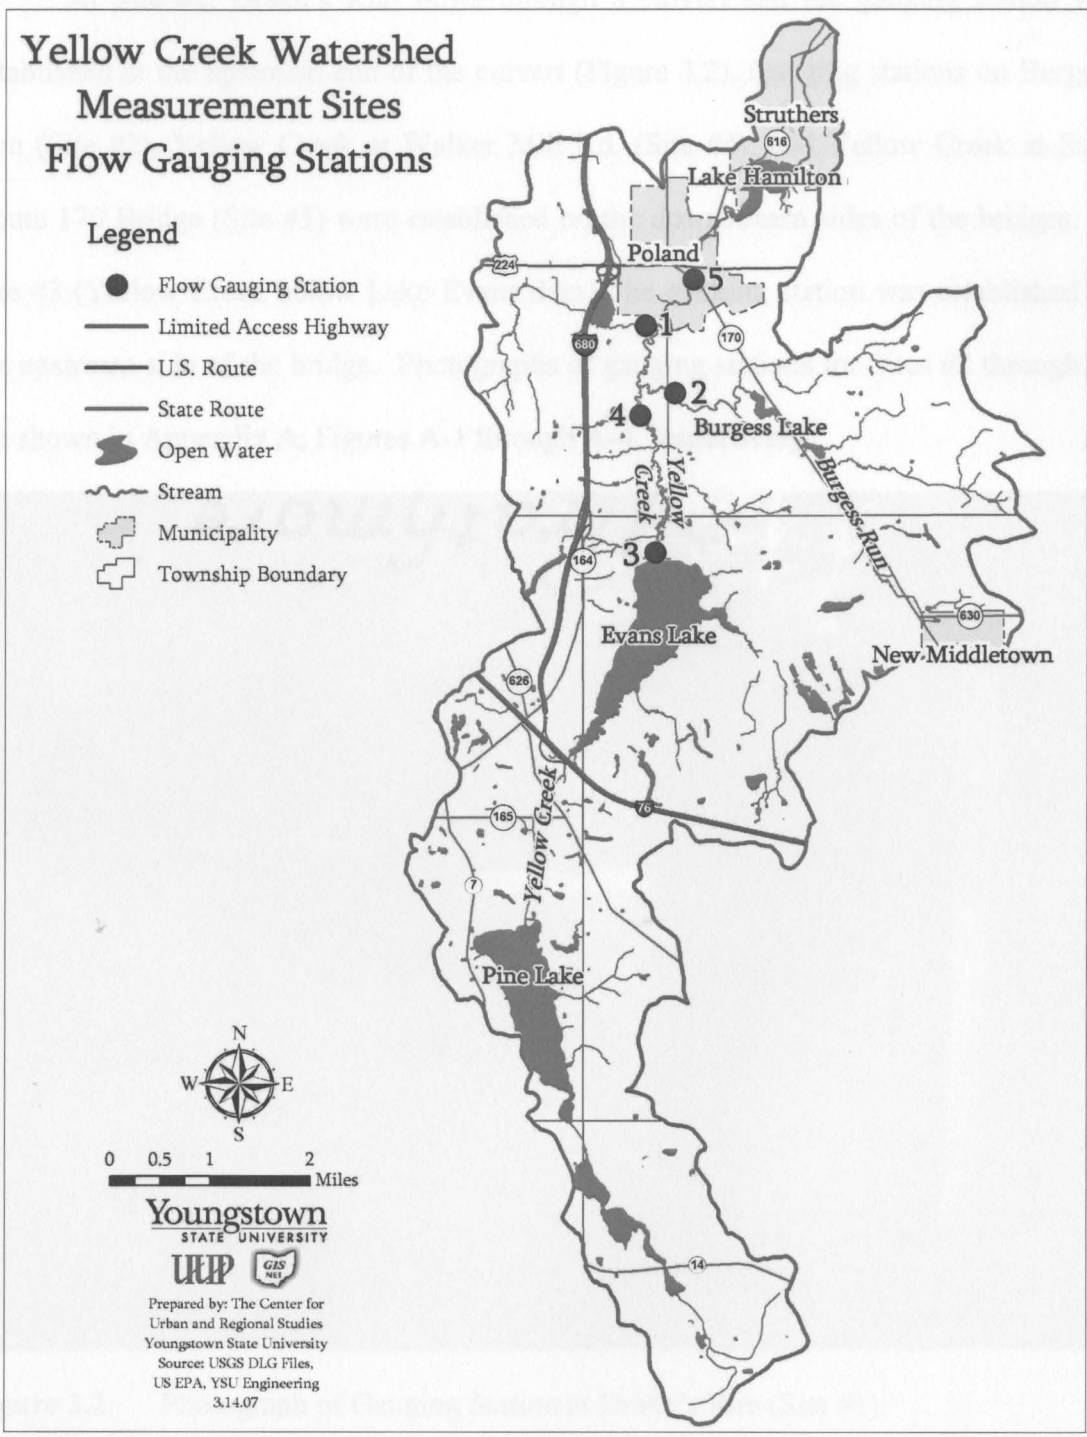 Yellow Creek Watershed
Measurement Sites
Flow Gauging Stations
Legend
Flow Gauging Station
Limited Access Highway
U.S. Route
State Route
Open Water
Stream
Municipality
Township Boundary
Struthers
616
Lake Hamilton
Poland
224
5
1
680
170
2
4
Burgess Lake
Yellow
Creek
Burgess Run
3
164
Evans Lake
630
New Middletown
626
76
165
Yellow Creek
7
Pine Lake
14
N
W E
S
0 0.5 1 2
Miles
Youngstown
STATE UNIVERSITY
UUP
GIS
NET
Prepared by: The Center for
Urban and Regional Studies
Youngstown State University
Source: USGS DLG Files,
US EPA, YSU Engineering
3.14.07